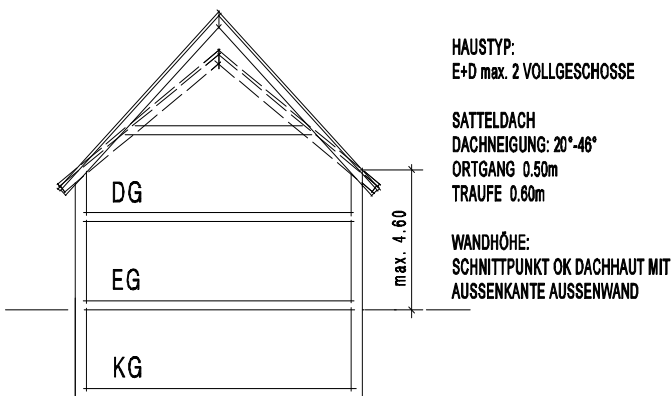 HAUSTYP:
E+D max. 2 VOLLGESCHOSSE
SATTELDACH
DACHNEIGUNG: 20°-46°
ORTGANG 0.50m
TRAUFE 0.60m
WANDHÖHE:
SCHNITTPUNKT OK DACHHAUT MIT
AUSSENKANTE AUSSENWAND
DG
EG
KG
max. 4.60